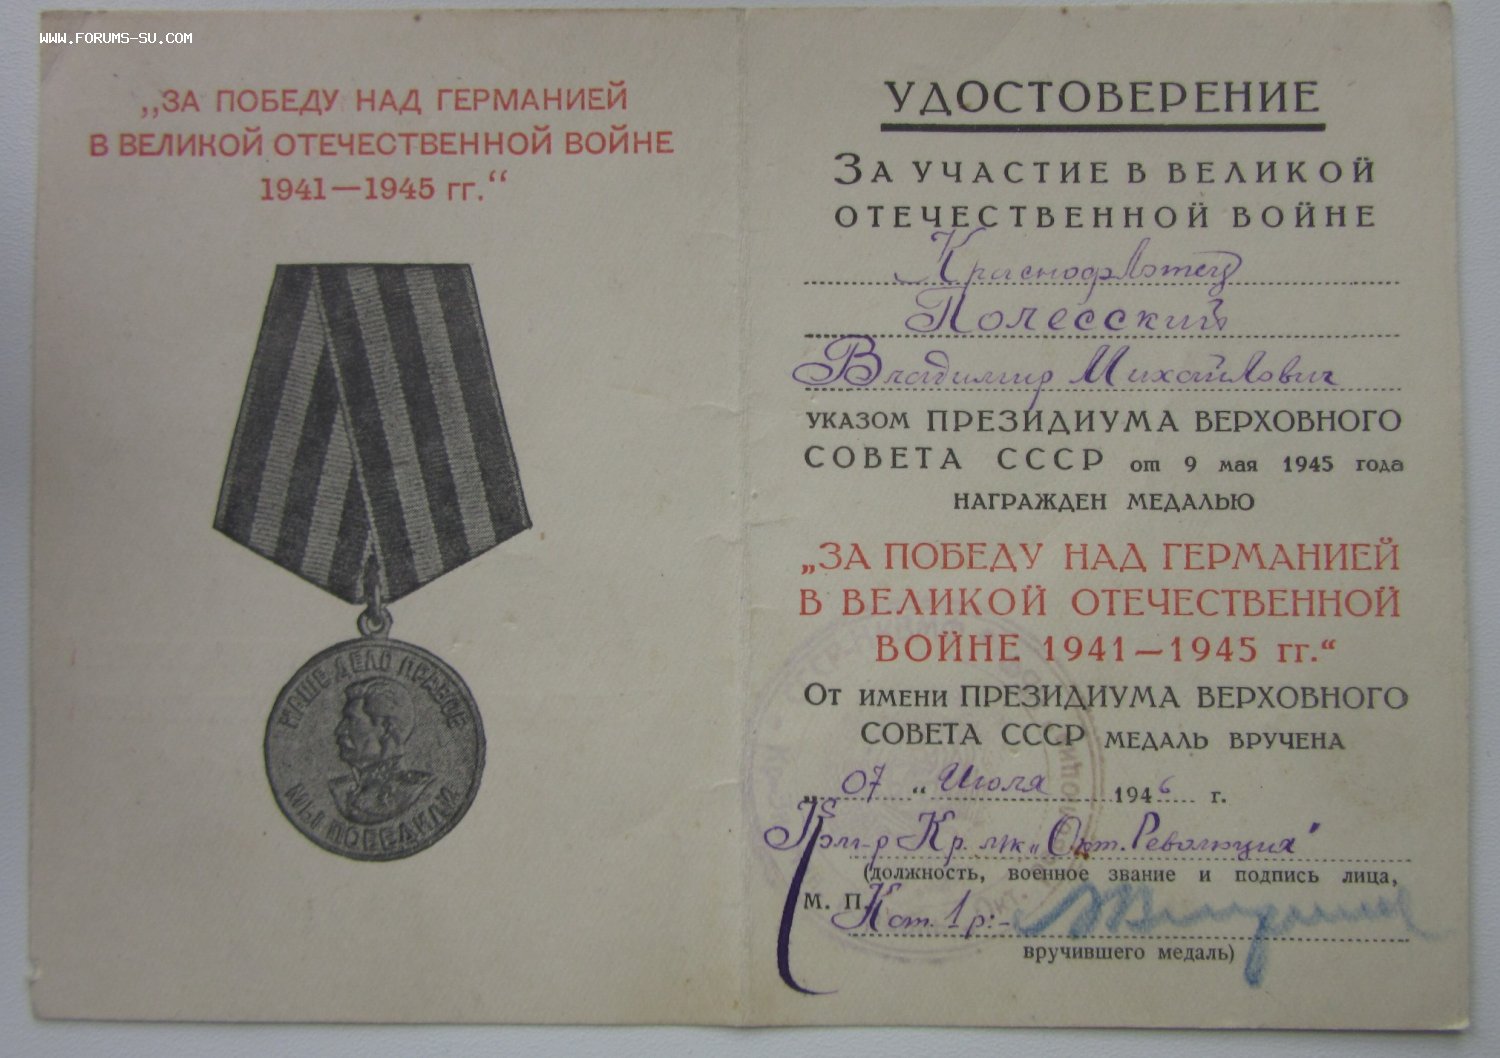 WWW.FORUMS-SU.COM
„ЗА ПОБЕДУ НАД ГЕРМАНИЕЙ
В ВЕЛИКОЙ ОТЕЧЕСТВЕННОЙ ВОЙНЕ
1941—1945 гг.“
НАШЕ ДЕЛО ПРАВОЕ
МЫ ПОБЕДИЛИ
УДОСТОВЕРЕНИЕ
ЗА УЧАСТИЕ В ВЕЛИКОЙ
ОТЕЧЕСТВЕННОЙ ВОЙНЕ
Краснофлотец
Полесский
Владимир Михайлович
УКАЗОМ ПРЕЗИДИУМА ВЕРХОВНОГО
СОВЕТА СССР от 9 мая 1945 года
НАГРАЖДЕН МЕДАЛЬЮ
„ЗА ПОБЕДУ НАД ГЕРМАНИЕЙ
В ВЕЛИКОЙ ОТЕЧЕСТВЕННОЙ
ВОЙНЕ 1941—1945 гг.“
ОТ ИМЕНИ ПРЕЗИДИУМА ВЕРХОВНОГО
СОВЕТА СССР МЕДАЛЬ ВРУЧЕНА
„07“ Июля 1946 г.
Ком-р Кр. л/к „Окт. Революция"
(должность, военное звание и подпись лица,
М. П. Кап. 1 р:-
вручившего медаль)